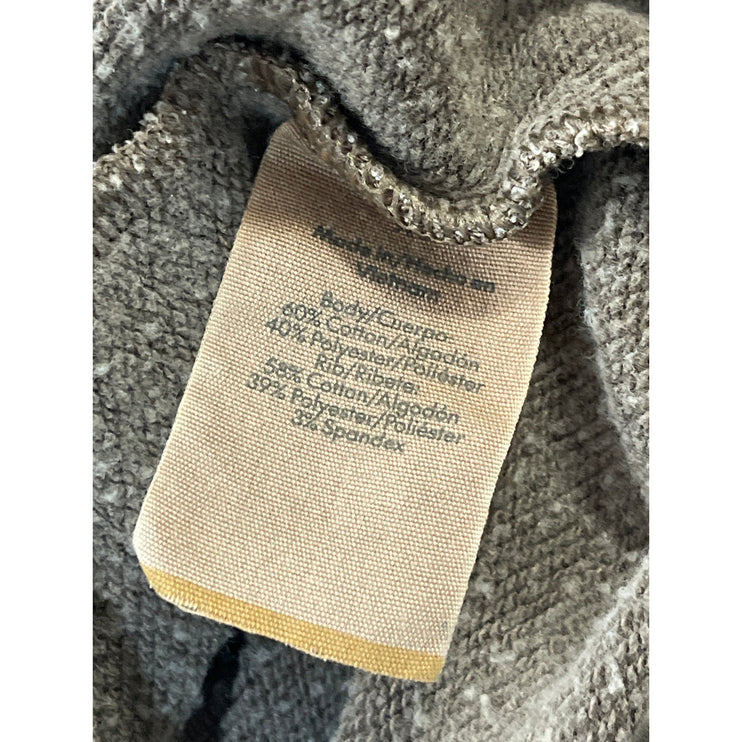 Made in/Hecho en
Vietnam
Body/Cuerpo:
60% Cotton/Algodón
40% Polyester/Poliéster
Rib/Ribete:
58% Cotton/Algodón
39% Polyester/Poliéster
3% Spandex